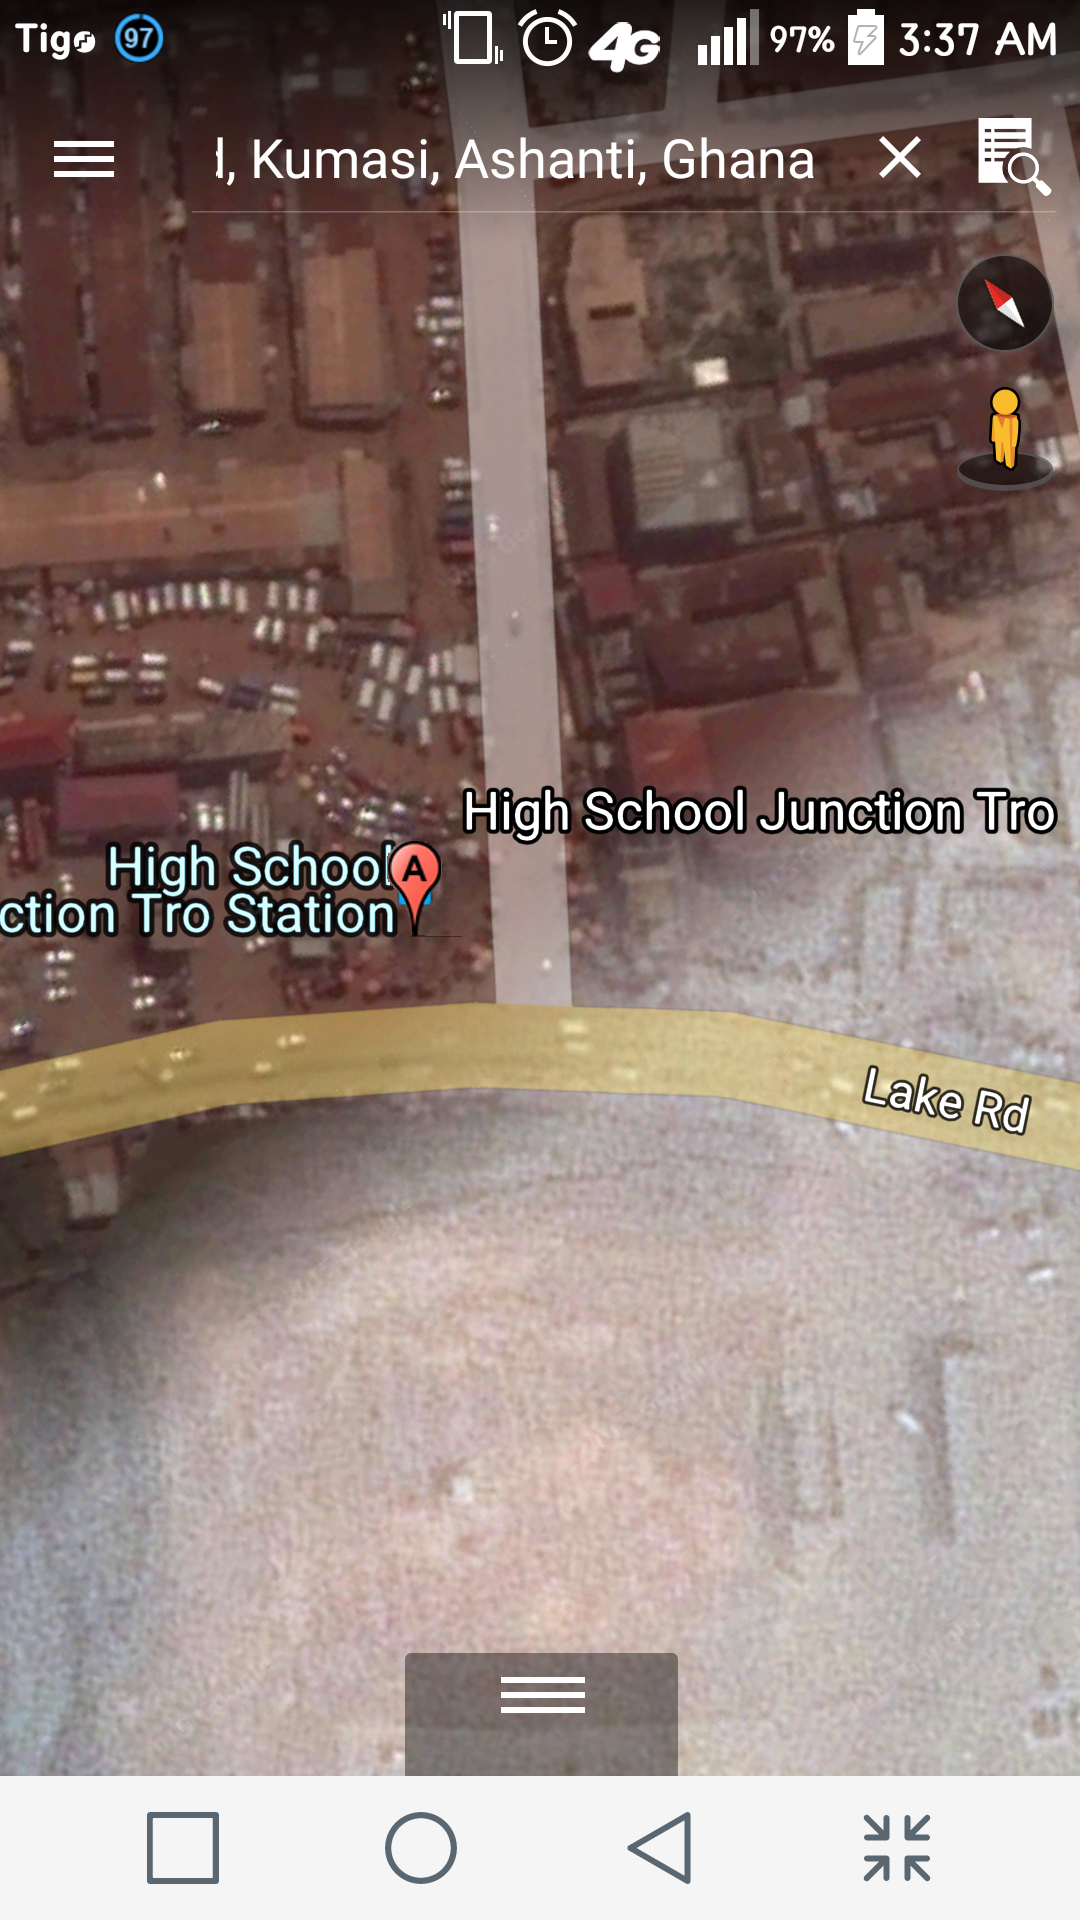 Tigo 97 4G 97% 3:37 AM
l, Kumasi, Ashanti, Ghana
High School Junction Tro
High School
ction Tro Station
A
Lake Rd